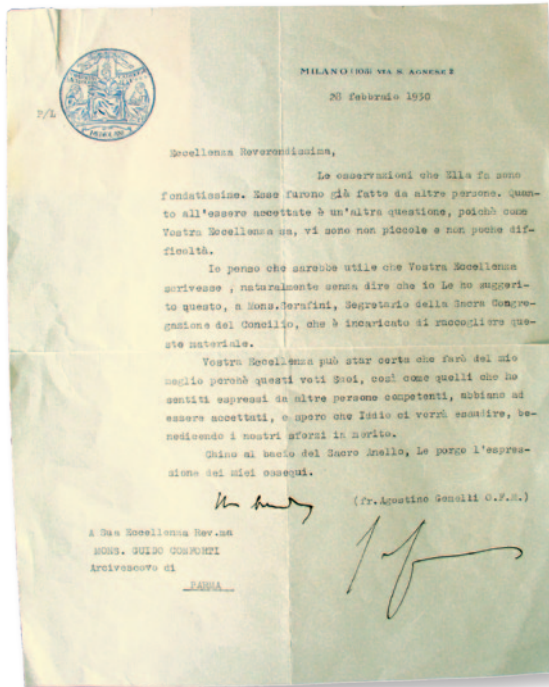 MILANO (108) VIA S. AGNESE 2
28 febbraio 1930
P/L
Eccellenza Reverendissima,
Le osservazioni che Ella fa sono
fondatissime. Esse furono già fatte da altre persone. Quan-
to all'essere accettate è un'altra questione, poichè come
Vostra Eccellenza sa, vi sono non piccole e non poche dif-
ficoltà.
Io penso che sarebbe utile che Vostra Eccellenza
scrivesse , naturalmente senza dire che io Le ho suggeri-
to questo, a Mons.Serafini, Segretario della Sacra Congre-
gazione del Concilio, che è incaricato di raccogliere que-
sto materiale.
Vostra Eccellenza può star certa che farò del mio
meglio perchè questi voti Suoi, così come quelli che ho
sentiti espressi da altre persone competenti, abbiano ad
essere accettati, e spero che Iddio ci vorrà esaudire, be-
nedicendo i nostri sforzi in merito.
Chino al bacio del Sacro Anello, Le porgo l'espres-
sione dei miei ossequi.
(fr.Agostino Gemelli O.F.M.)
A Sua Eccellenza Rev.ma
MONS. GUIDO CONFORTI
Arcivescovo di
PARMA